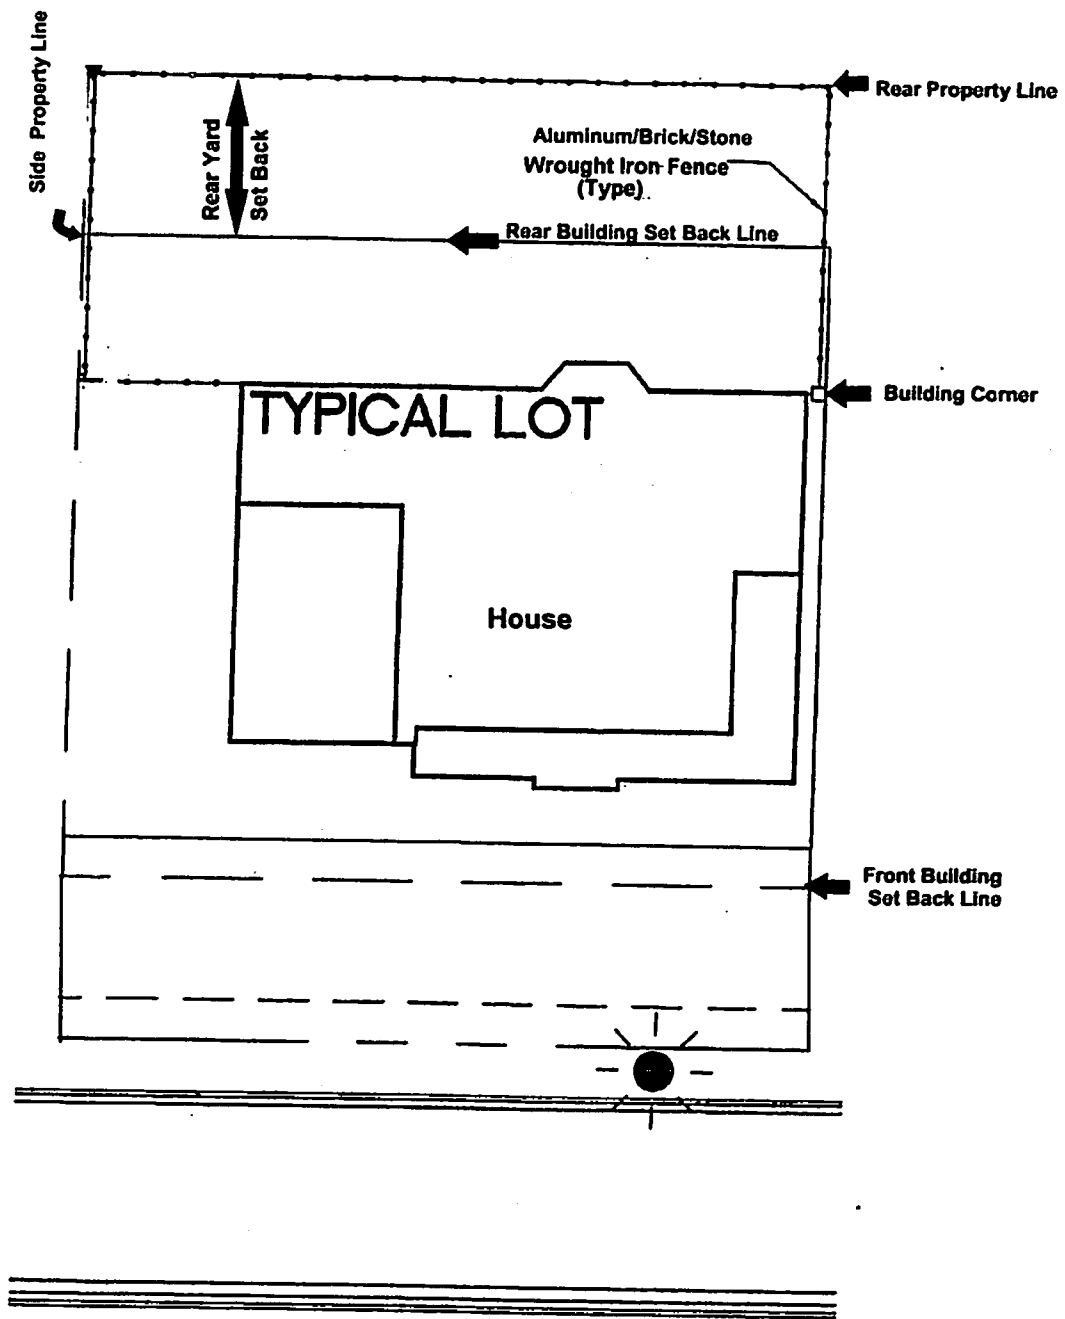 Side Property Line
Rear Property Line
Rear Yard
Set Back
Aluminum/Brick/Stone
Wrought Iron Fence
(Type)..
Rear Building Set Back Line
Building Corner
TYPICAL LOT
House
Front Building
Set Back Line